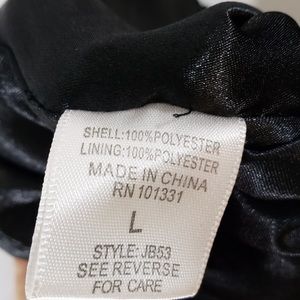 SHELL:100%POLYESTER
LINING:100%POLYESTER
MADE IN CHINA
RN 101331
L
STYLE: JB53
SEE REVERSE
FOR CARE